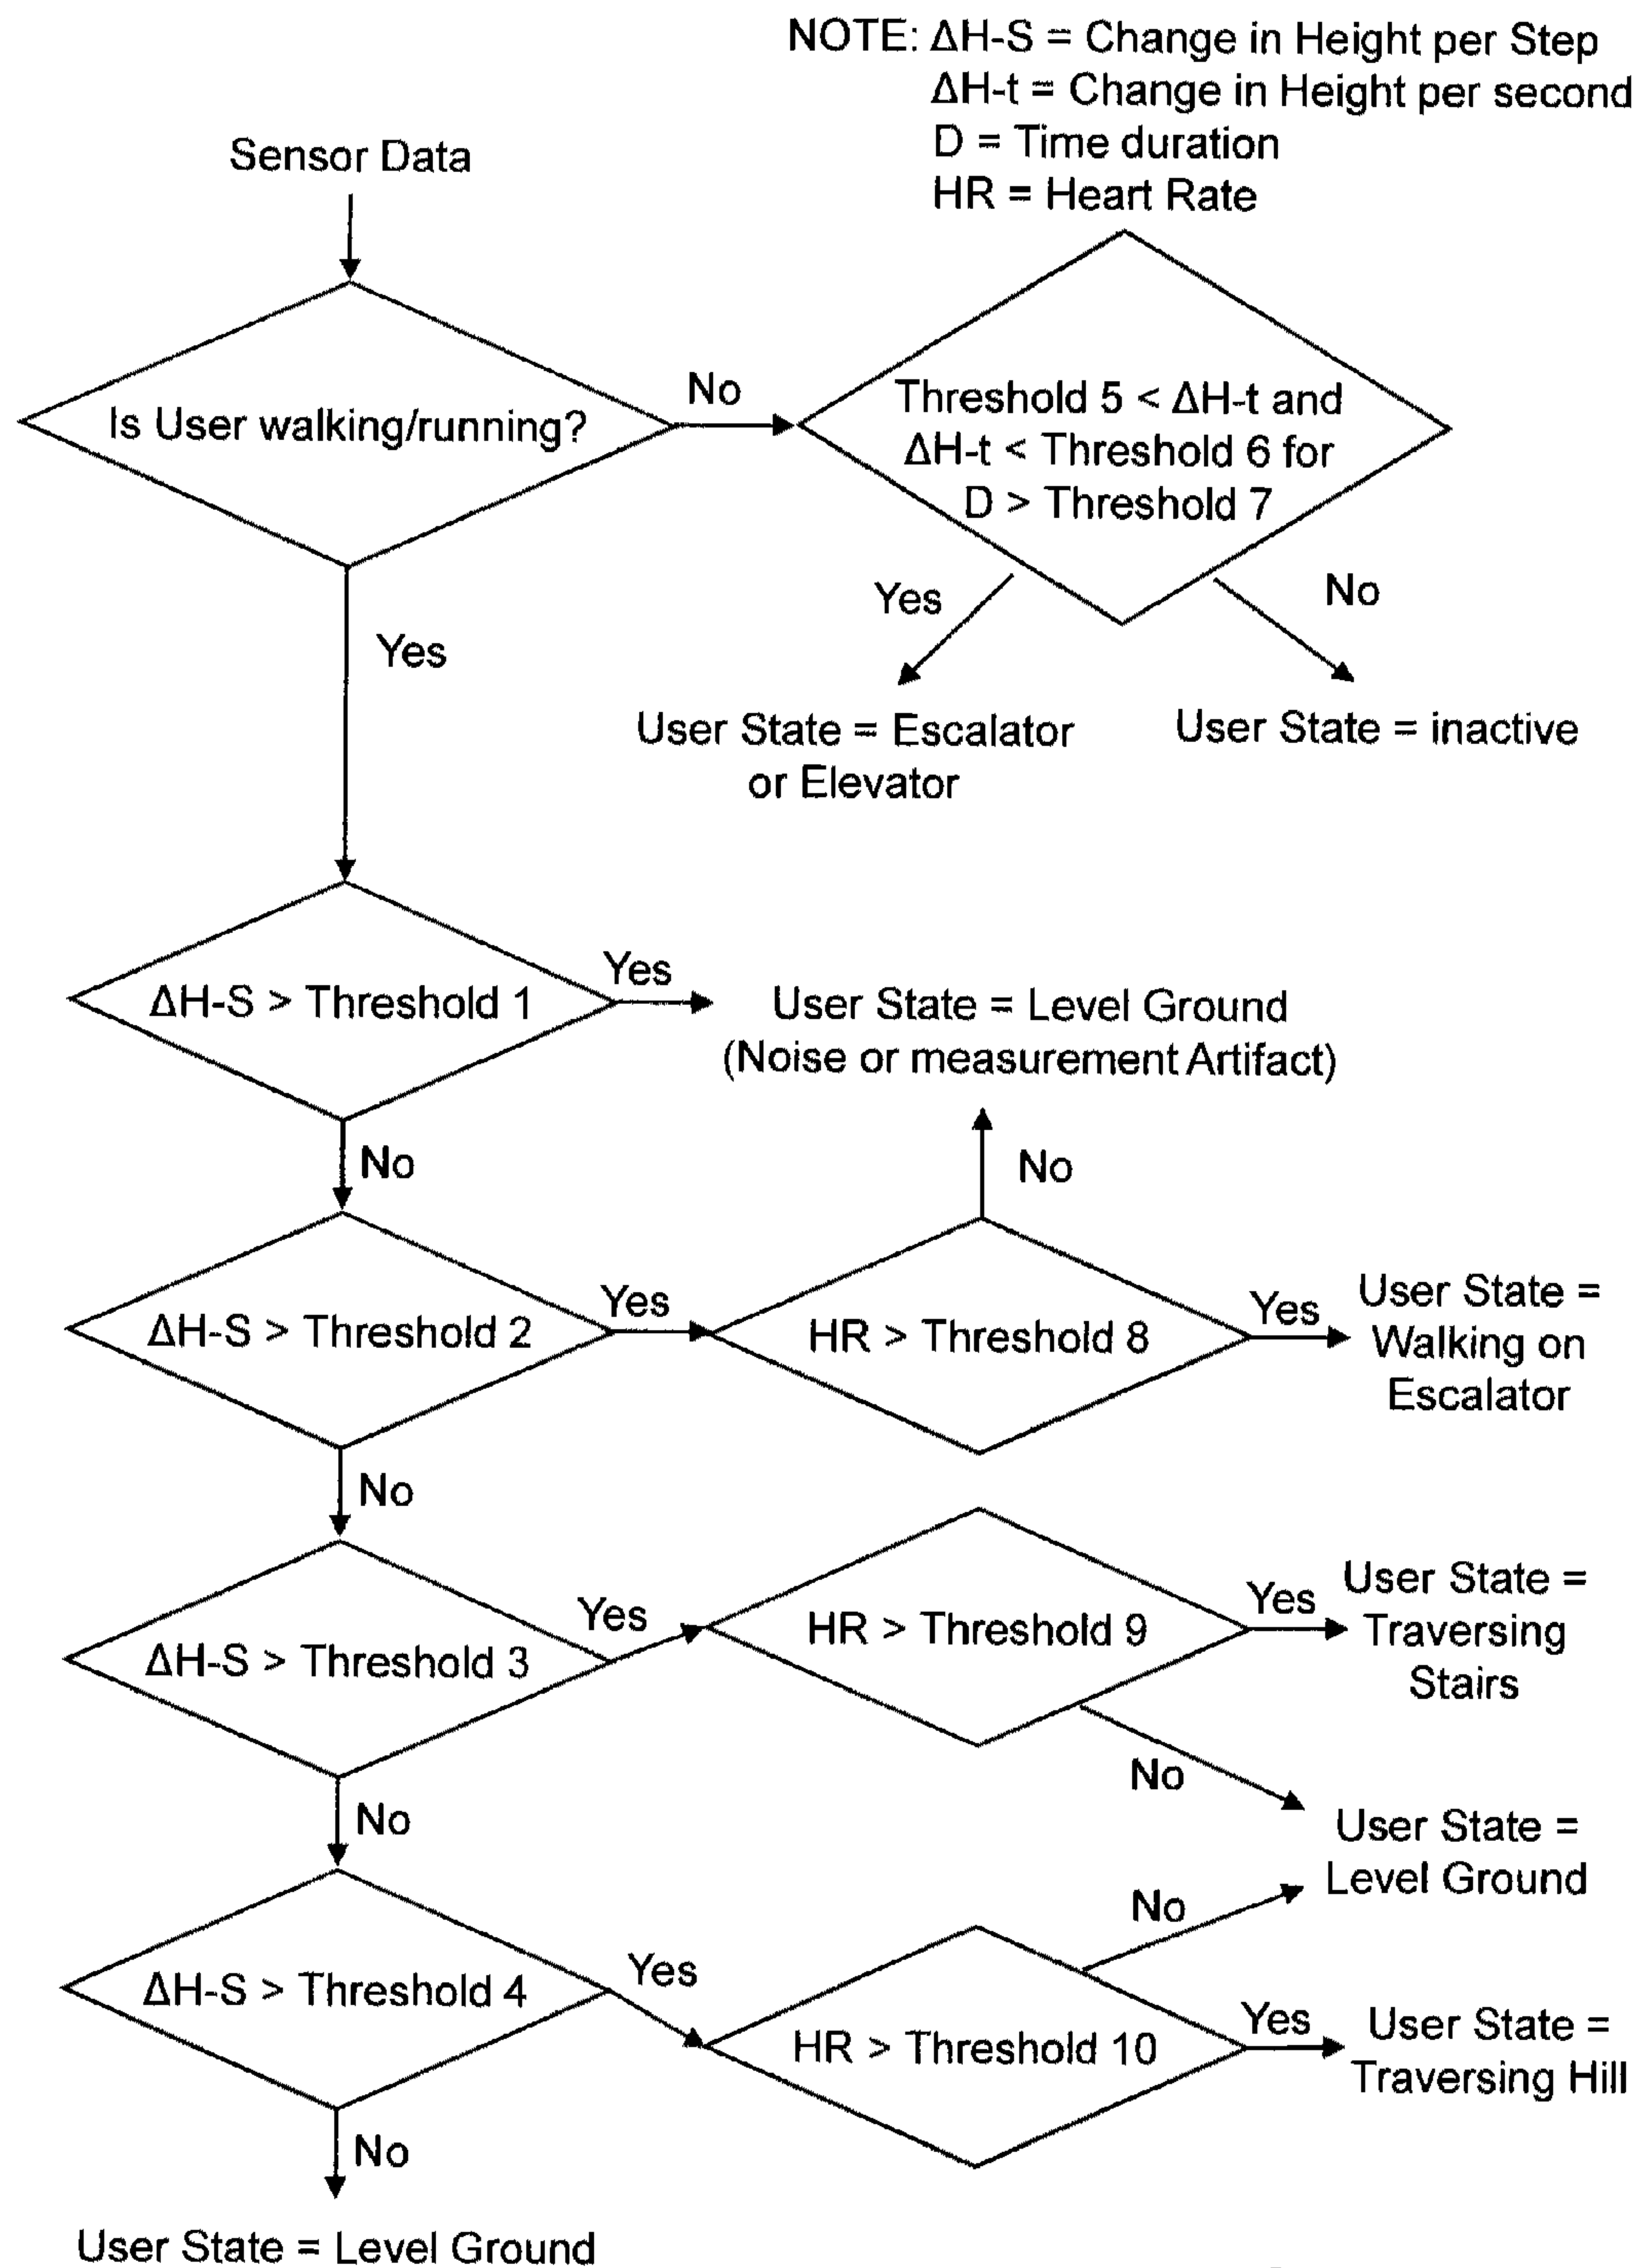 NOTE: ΔH-S = Change in Height per Step
ΔH-t = Change in Height per second
D = Time duration
HR = Heart Rate
Sensor Data
Is User walking/running?
No
Threshold 5 < ΔH-t and
ΔH-t < Threshold 6 for
D > Threshold 7
Yes
No
User State = Escalator
or Elevator
User State = inactive
Yes
ΔH-S > Threshold 1
Yes
User State = Level Ground
(Noise or measurement Artifact)
No
No
ΔH-S > Threshold 2
Yes
HR > Threshold 8
Yes
User State =
Walking on
Escalator
No
ΔH-S > Threshold 3
Yes
HR > Threshold 9
Yes
User State =
Traversing
Stairs
No
User State =
Level Ground
No
No
ΔH-S > Threshold 4
Yes
HR > Threshold 10
Yes
User State =
Traversing Hill
No
User State = Level Ground